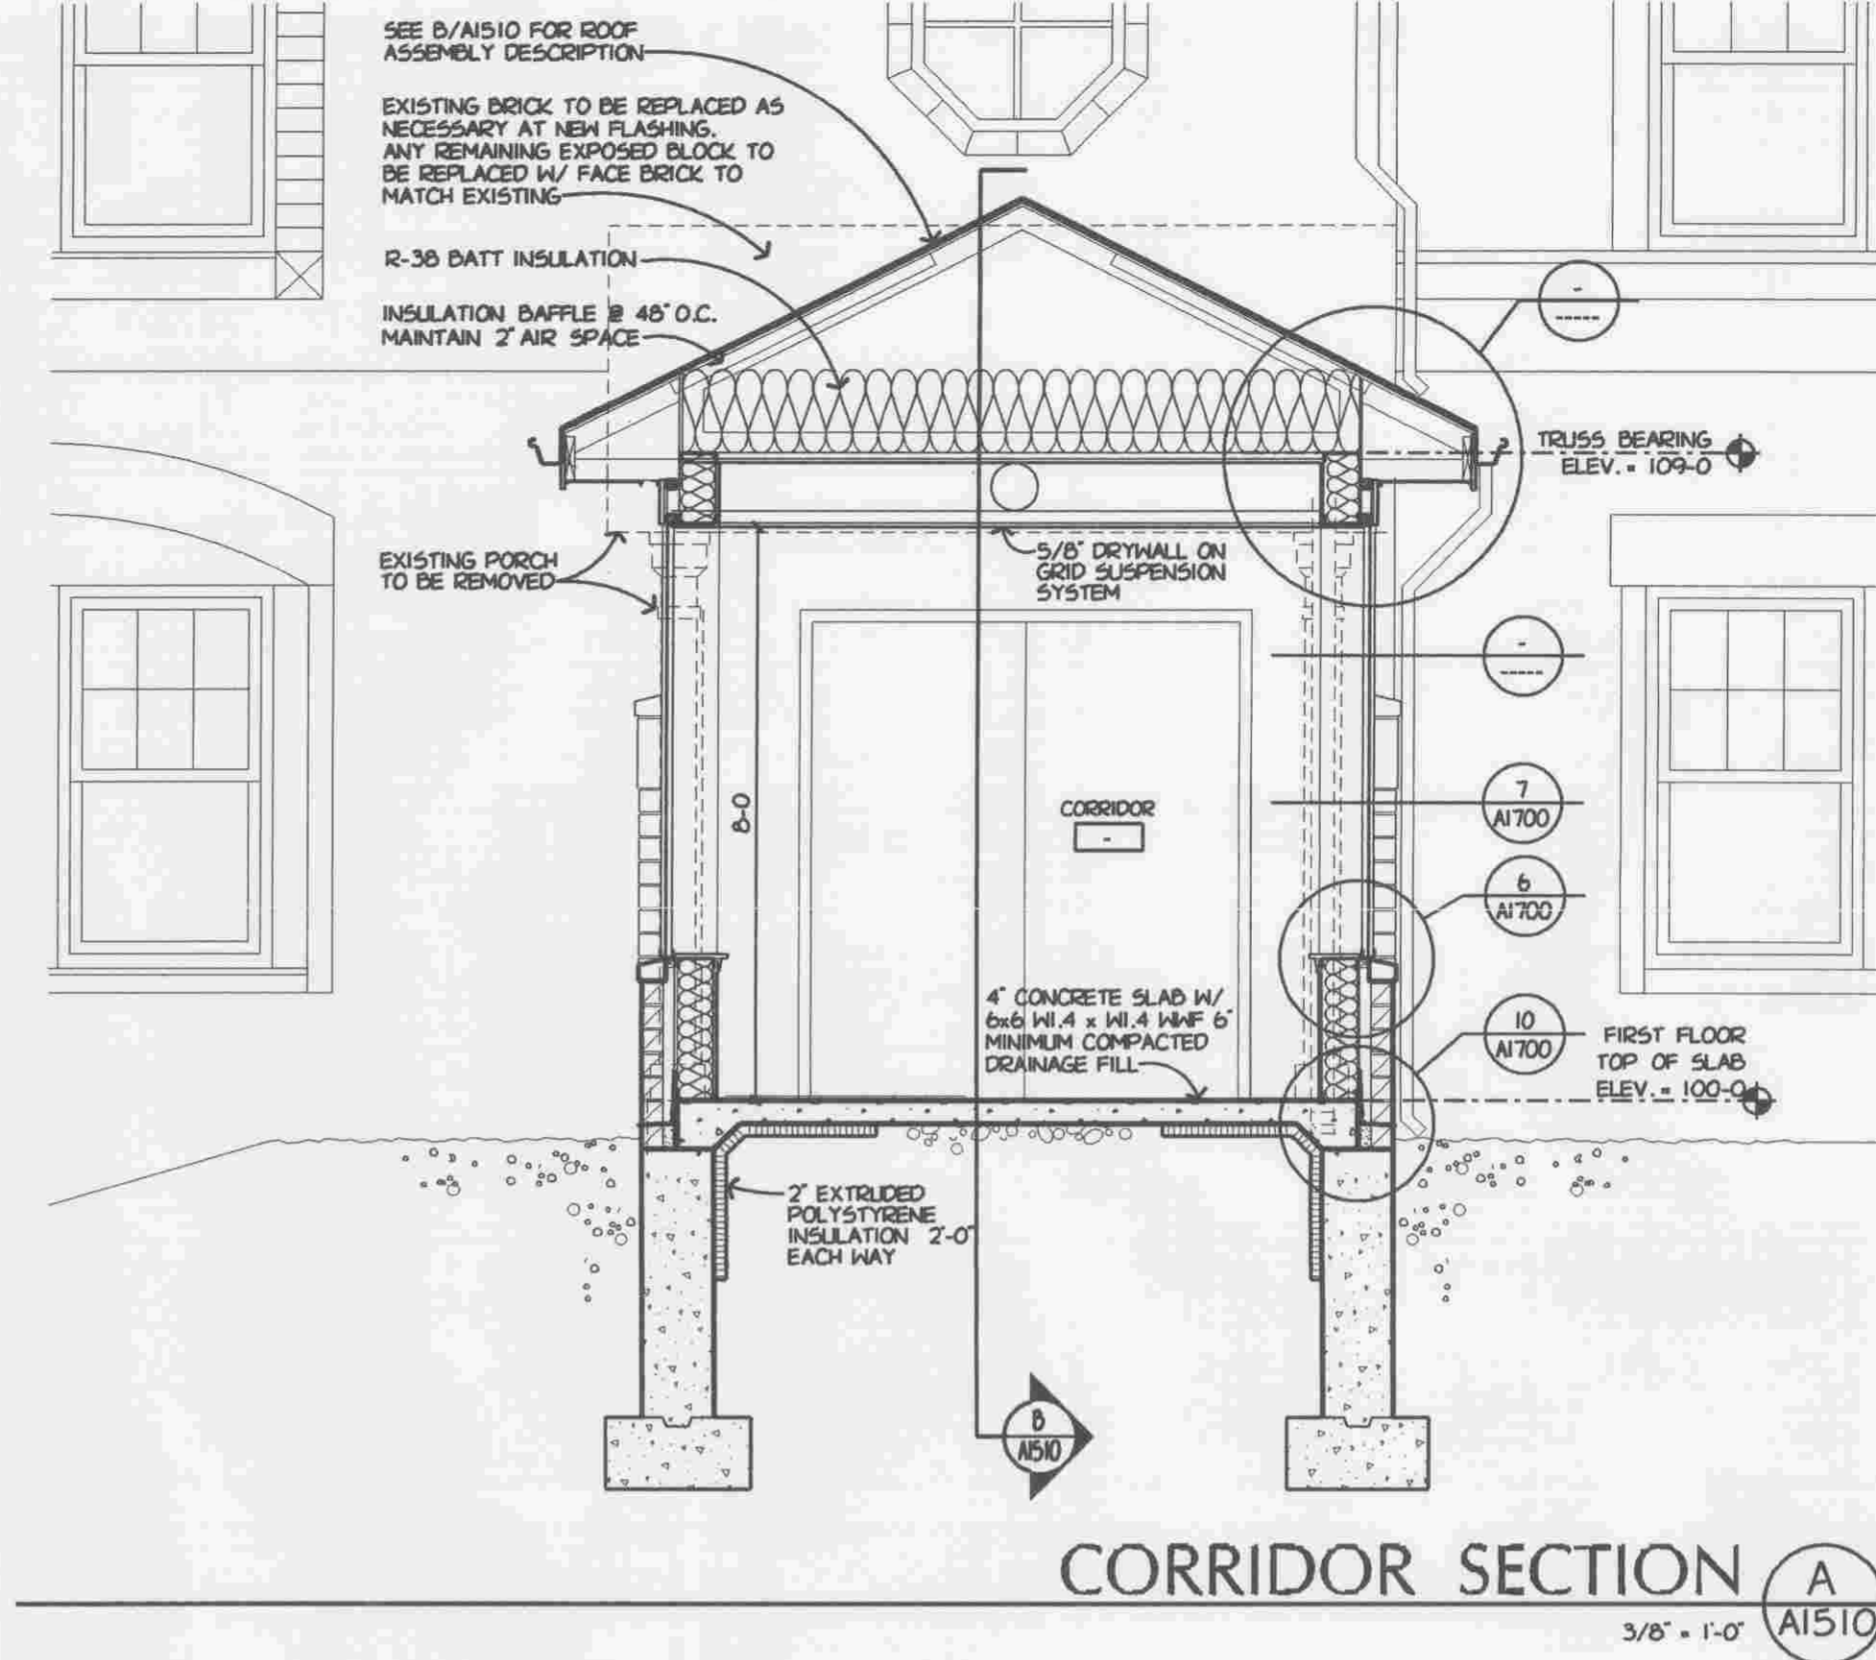 SEE B/A1510 FOR ROOF
ASSEMBLY DESCRIPTION
EXISTING BRICK TO BE REPLACED AS
NECESSARY AT NEW FLASHING.
ANY REMAINING EXPOSED BLOCK TO
BE REPLACED W/ FACE BRICK TO
MATCH EXISTING
R-38 BATT INSULATION
INSULATION BAFFLE @ 48" O.C.
MAINTAIN 2" AIR SPACE
-
-----
TRUSS BEARING
ELEV. = 109-0
EXISTING PORCH
TO BE REMOVED
5/8" DRYWALL ON
GRID SUSPENSION
SYSTEM
-
-----
8-0
CORRIDOR
-
7
A1700
6
A1700
4" CONCRETE SLAB W/
6x6 W1.4 x W1.4 WWF 6"
MINIMUM COMPACTED
DRAINAGE FILL
10
A1700
FIRST FLOOR
TOP OF SLAB
ELEV. = 100-0
2" EXTRUDED
POLYSTYRENE
INSULATION 2'-0"
EACH WAY
B
A1510
CORRIDOR SECTION
A
A1510
3/8" = 1'-0"